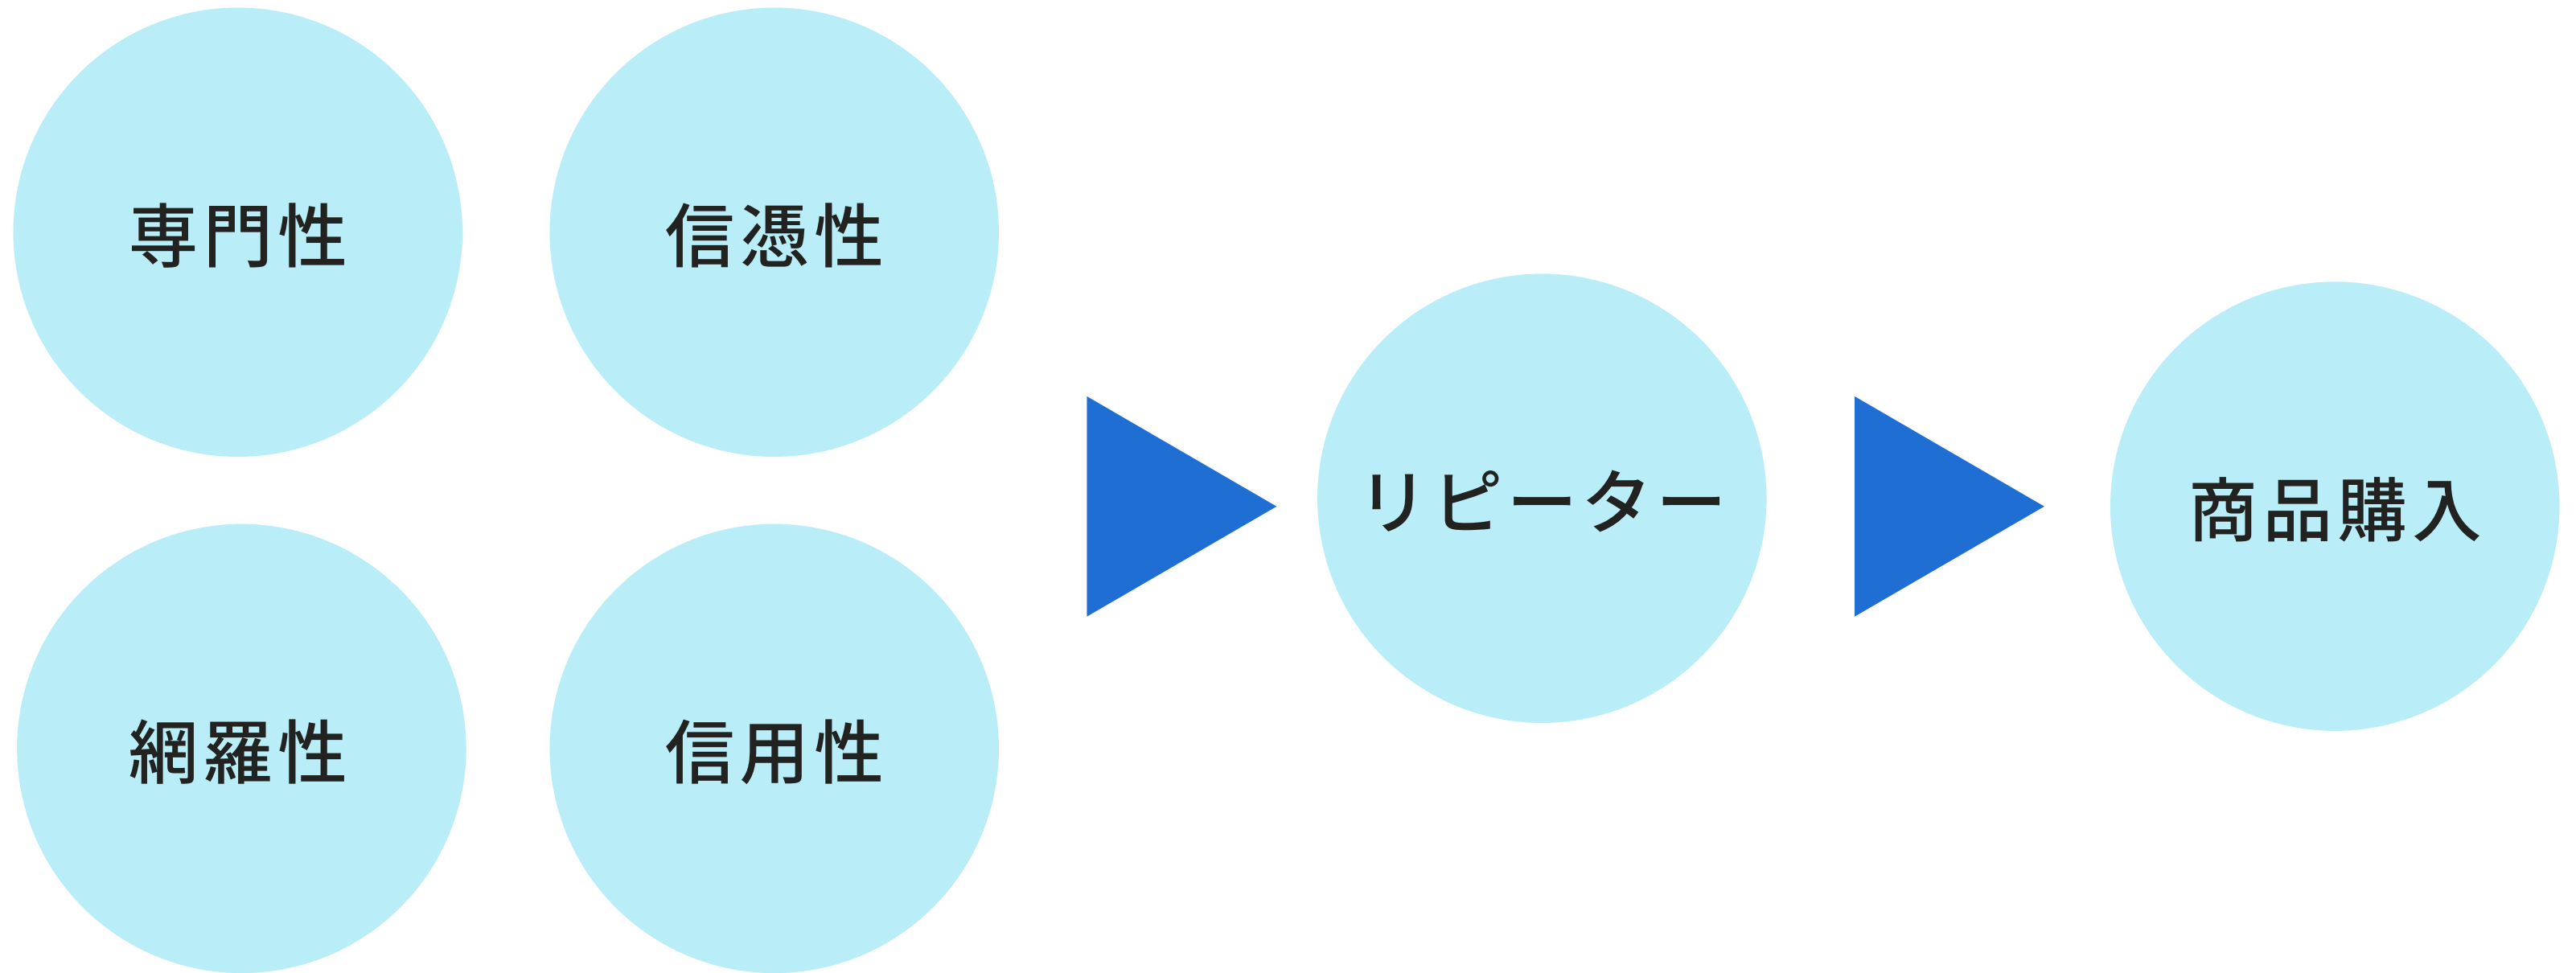 専門性
信憑性
網羅性
信用性
リピーター
商品購入